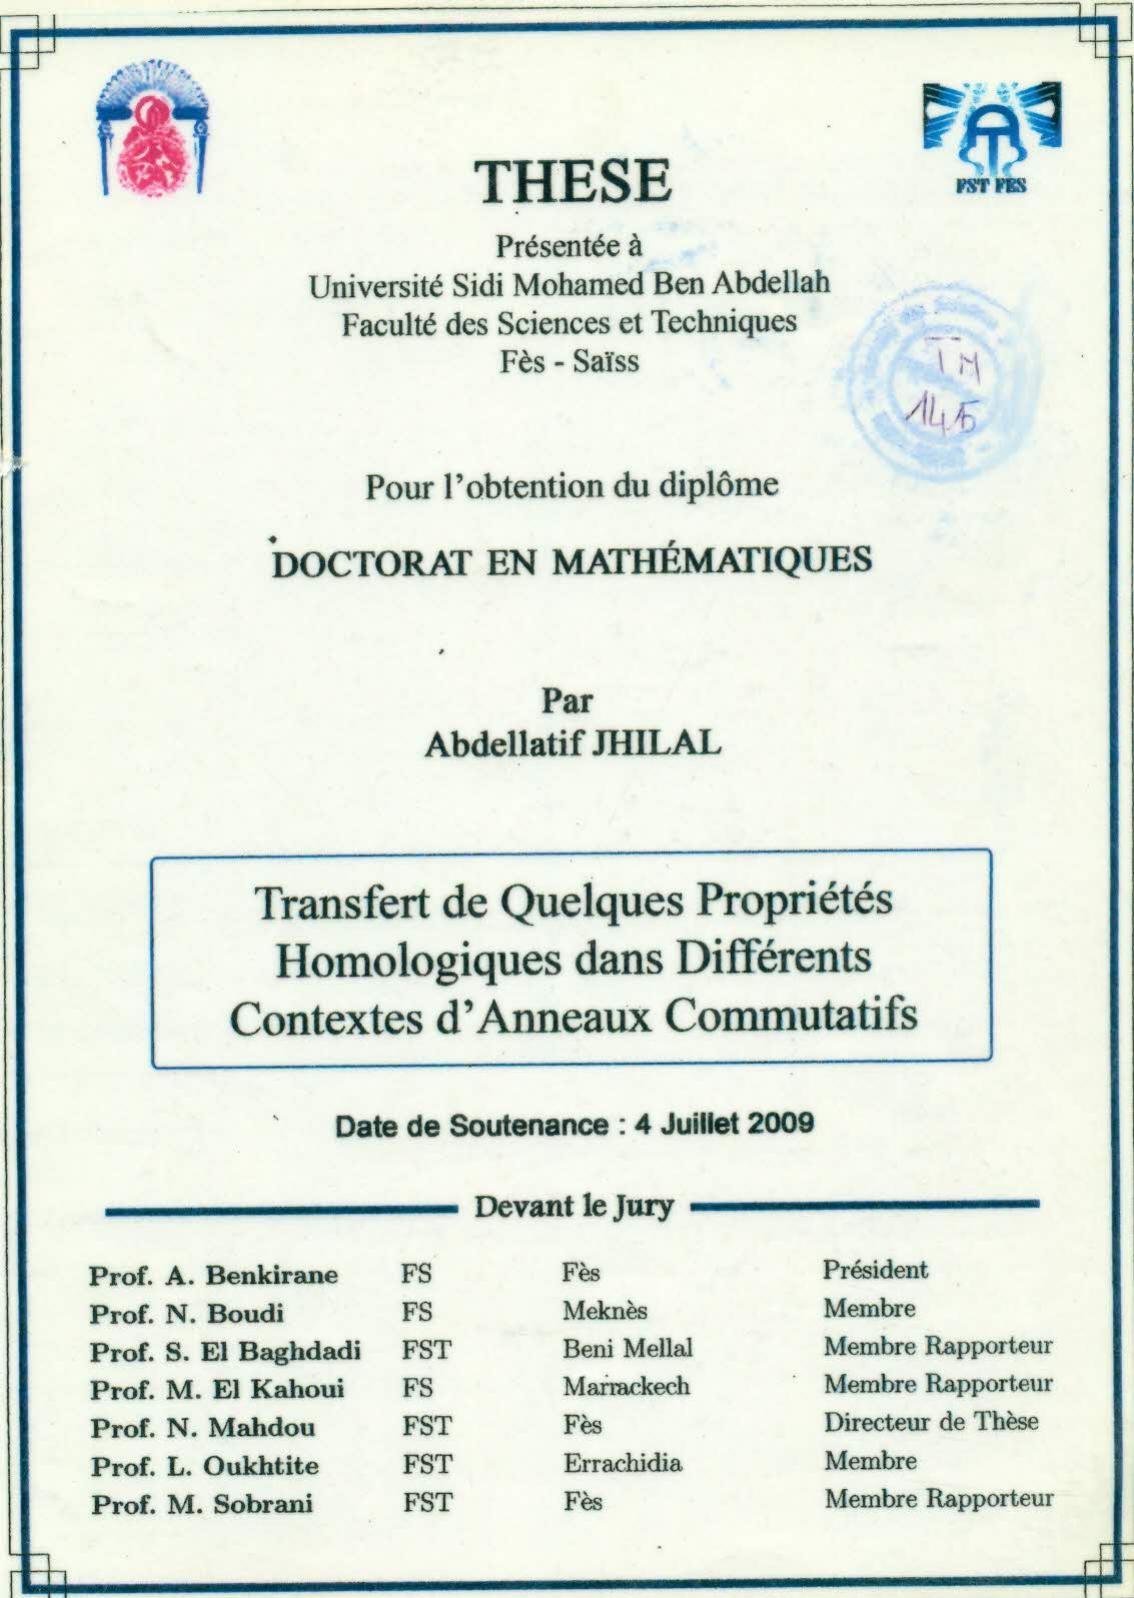 FST FES
THESE
Présentée à
Université Sidi Mohamed Ben Abdellah
Faculté des Sciences et Techniques
Fès - Saïss
TM
145
Pour l'obtention du diplôme
DOCTORAT EN MATHÉMATIQUES
Par
Abdellatif JHILAL
Transfert de Quelques Propriétés
Homologiques dans Différents
Contextes d'Anneaux Commutatifs
Date de Soutenance : 4 Juillet 2009
Devant le Jury
Prof. A. Benkirane FS Fès Président
Prof. N. Boudi FS Meknès Membre
Prof. S. El Baghdadi FST Beni Mellal Membre Rapporteur
Prof. M. El Kahoui FS Marrackech Membre Rapporteur
Prof. N. Mahdou FST Fès Directeur de Thèse
Prof. L. Oukhtite FST Errachidia Membre
Prof. M. Sobrani FST Fès Membre Rapporteur